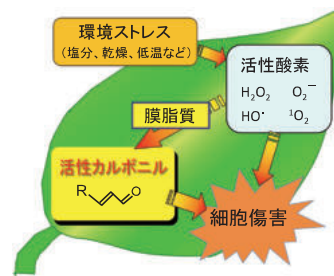 環境ストレス
(塩分、乾燥、低温など)
活性酸素
H₂O₂ O₂⁻
HO· ¹O₂
膜脂質
活性カルボニル
R O
細胞傷害